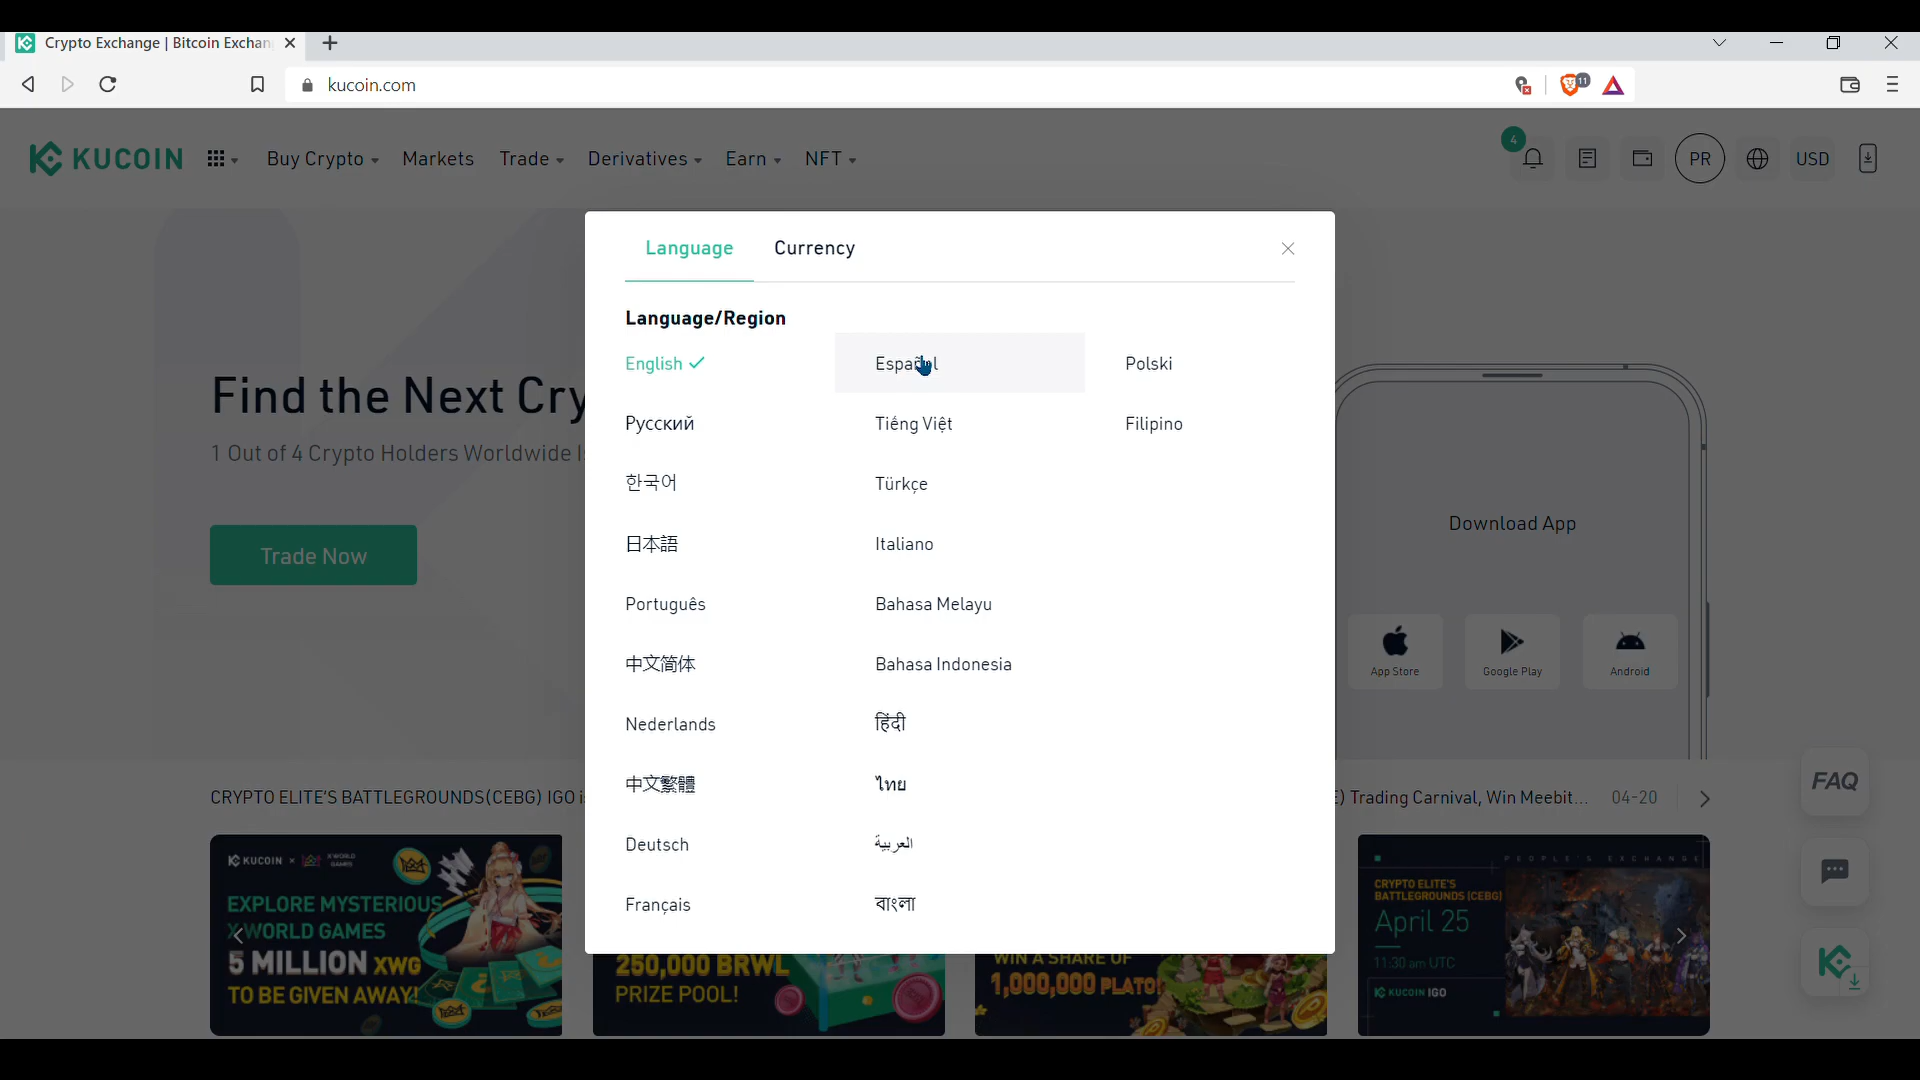 Crypto Exchange | Bitcoin Exchan
kucoin.com
11
KUCOIN
Buy Crypto
Markets
Trade
Derivatives
Earn
NFT
4
PR
USD
Language
Currency
Language/Region
English
Español
Polski
Русский
Tiếng Việt
Filipino
한국어
Türkçe
日本語
Italiano
Português
Bahasa Melayu
中文简体
Bahasa Indonesia
Nederlands
हिंदी
中文繁體
ไทย
Deutsch
العربية
Français
বাংলা
Find the Next Cry
1 Out of 4 Crypto Holders Worldwide I
Trade Now
Download App
App Store
Google Play
Android
CRYPTO ELITE'S BATTLEGROUNDS(CEBG) IGO i
E) Trading Carnival, Win Meebit...
04-20
FAQ
KUCOIN × X WORLD GAMES
EXPLORE MYSTERIOUS
X WORLD GAMES
5 MILLION XWG
TO BE GIVEN AWAY!
250,000 BRWL
PRIZE POOL!
WIN A SHARE OF
1,000,000 PLATO!
PEOPLE'S EXCHANGE
CRYPTO ELITE'S
BATTLEGROUNDS (CEBG)
April 25
11:30 am UTC
KUCOIN IGO